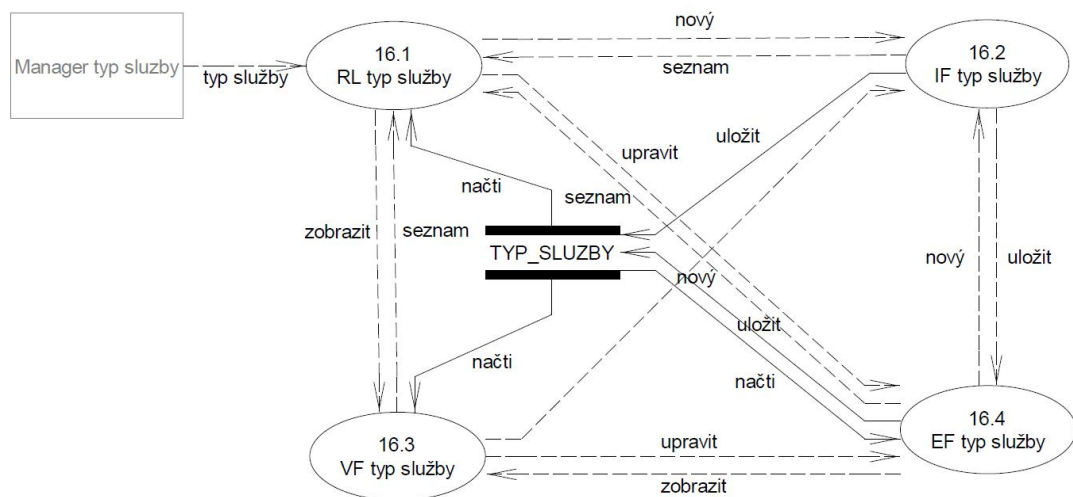 nový
16.1
RL typ služby
16.2
IF typ služby
Manager typ sluzby
typ služby
seznam
uložit
upravit
načti
seznam
zobrazit
seznam
TYP_SLUZBY
nový
nový
uložit
uložit
načti
načti
16.3
VF typ služby
16.4
EF typ služby
upravit
zobrazit